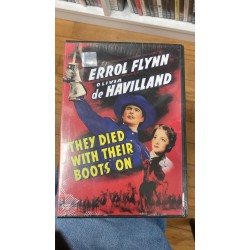 ERROL FLYNN
OLIVIA
de HAVILLAND
THEY DIED
WITH THEIR
BOOTS ON